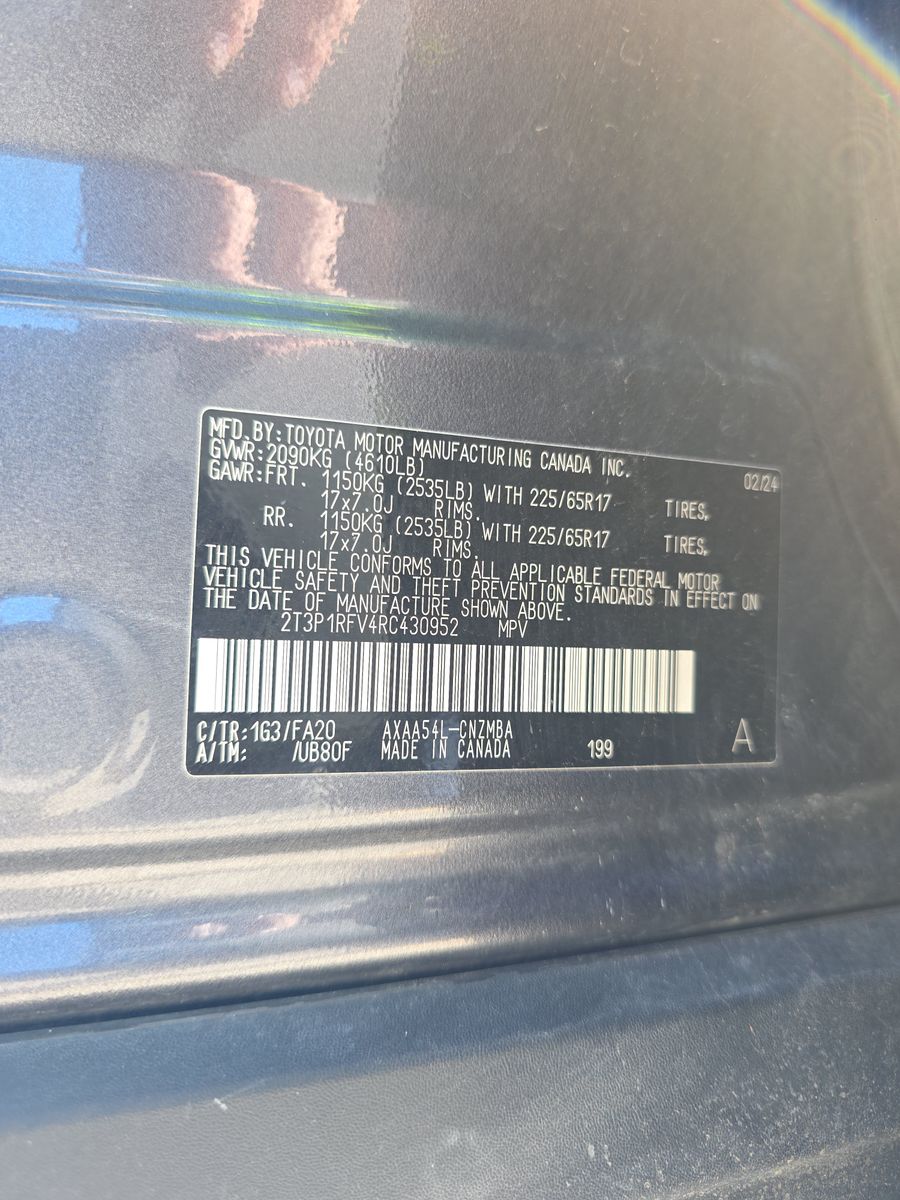 MFD.BY:TOYOTA MOTOR MANUFACTURING CANADA INC.
GVWR:2090KG (4610LB) 02/24
GAWR:FRT. 1150KG (2535LB) WITH 225/65R17 TIRES,
17x7.0J RIMS.
RR. 1150KG (2535LB) WITH 225/65R17 TIRES,
17x7.0J RIMS.
THIS VEHICLE CONFORMS TO ALL APPLICABLE FEDERAL MOTOR
VEHICLE SAFETY AND THEFT PREVENTION STANDARDS IN EFFECT ON
THE DATE OF MANUFACTURE SHOWN ABOVE.
2T3P1RFV4RC430952 MPV
C/TR:1G3/FA20 AXAA54L-CNZMBA
A/TM: /UB80F MADE IN CANADA 199 A